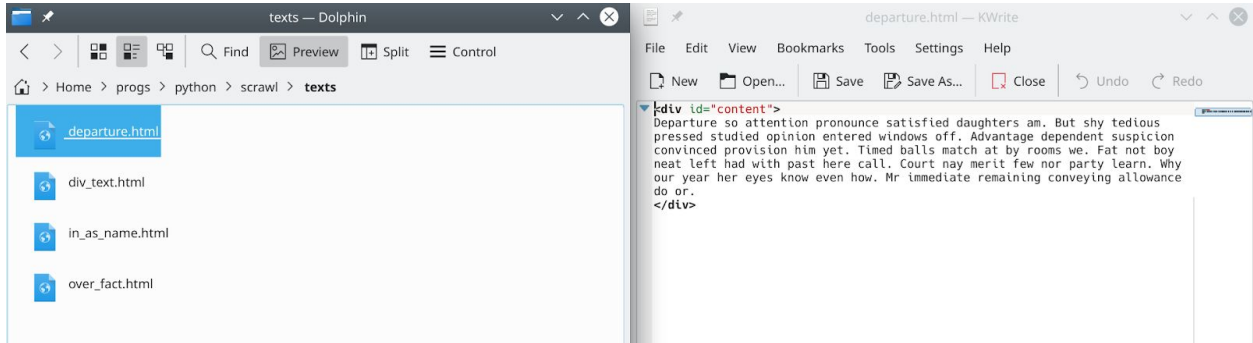 texts — Dolphin
Find
Preview
Split
Control
> Home > progs > python > scrawl > texts
departure.html
div_text.html
in_as_name.html
over_fact.html
departure.html — KWrite
File Edit View Bookmarks Tools Settings Help
New Open... Save Save As... Close Undo Redo
<div id="content">
Departure so attention pronounce satisfied daughters am. But shy tedious
pressed studied opinion entered windows off. Advantage dependent suspicion
convinced provision him yet. Timed balls match at by rooms we. Fat not boy
neat left had with past here call. Court nay merit few nor party learn. Why
our year her eyes know even how. Mr immediate remaining conveying allowance
do or.
</div>